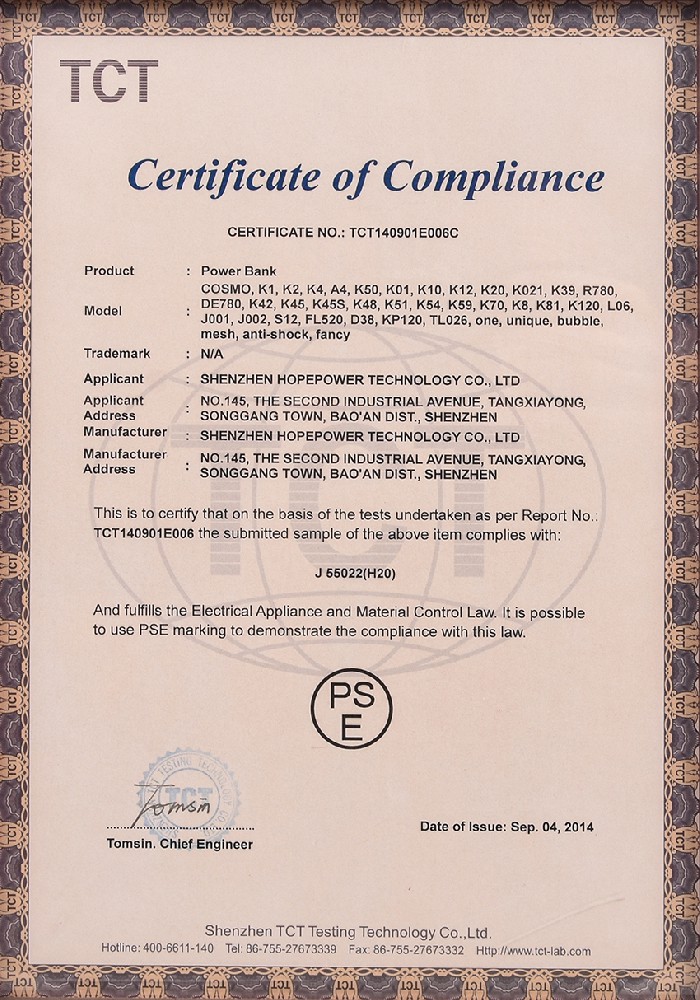 TCT
Certificate of Compliance
CERTIFICATE NO.: TCT140901E006C
Product : Power Bank
Model : COSMO, K1, K2, K4, A4, K50, K01, K10, K12, K20, K021, K39, R780,
DE780, K42, K45, K45S, K48, K51, K54, K59, K70, K8, K81, K120, L06,
J001, J002, S12, FL520, D38, KP120, TL026, one, unique, bubble,
mesh, anti-shock, fancy
Trademark : N/A
Applicant : SHENZHEN HOPEPOWER TECHNOLOGY CO., LTD
Applicant Address : NO.145, THE SECOND INDUSTRIAL AVENUE, TANGXIAYONG,
SONGGANG TOWN, BAO'AN DIST., SHENZHEN
Manufacturer : SHENZHEN HOPEPOWER TECHNOLOGY CO., LTD
Manufacturer Address : NO.145, THE SECOND INDUSTRIAL AVENUE, TANGXIAYONG,
SONGGANG TOWN, BAO'AN DIST., SHENZHEN
This is to certify that on the basis of the tests undertaken as per Report No.:
TCT140901E006 the submitted sample of the above item complies with:
J 55022(H20)
And fulfills the Electrical Appliance and Material Control Law. It is possible
to use PSE marking to demonstrate the compliance with this law.
PS
E
TCT
Tomsin
Tomsin. Chief Engineer
Date of Issue: Sep. 04, 2014
Shenzhen TCT Testing Technology Co.,Ltd.
Hotline: 400-6611-140 Tel: 86-755-27673339 Fax: 86-755-27673332 Http://www.tct-lab.com